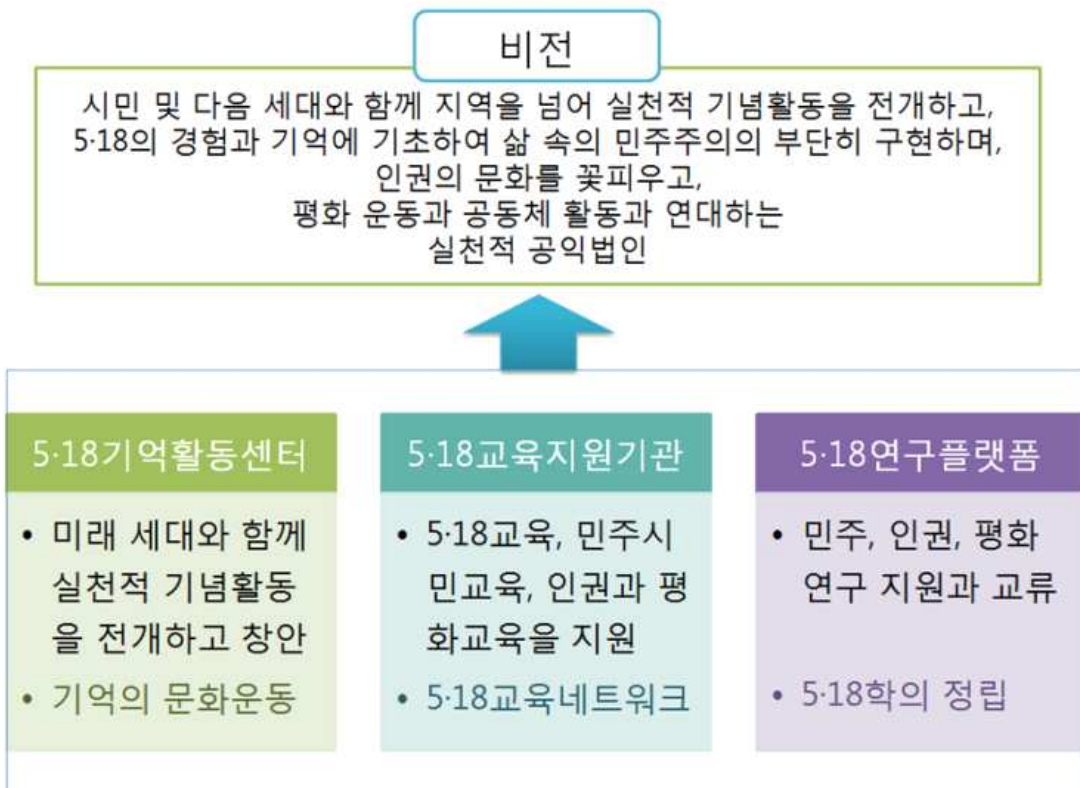 비전
시민 및 다음 세대와 함께 지역을 넘어 실천적 기념활동을 전개하고,
5·18의 경험과 기억에 기초하여 삶 속의 민주주의의 부단히 구현하며,
인권의 문화를 꽃피우고,
평화 운동과 공동체 활동과 연대하는
실천적 공익법인
5·18기억활동센터
• 미래 세대와 함께
실천적 기념활동
을 전개하고 창안
• 기억의 문화운동
5·18교육지원기관
• 5·18교육, 민주시
민교육, 인권과 평
화교육을 지원
• 5·18교육네트워크
5·18연구플랫폼
• 민주, 인권, 평화
연구 지원과 교류
• 5·18학의 정립